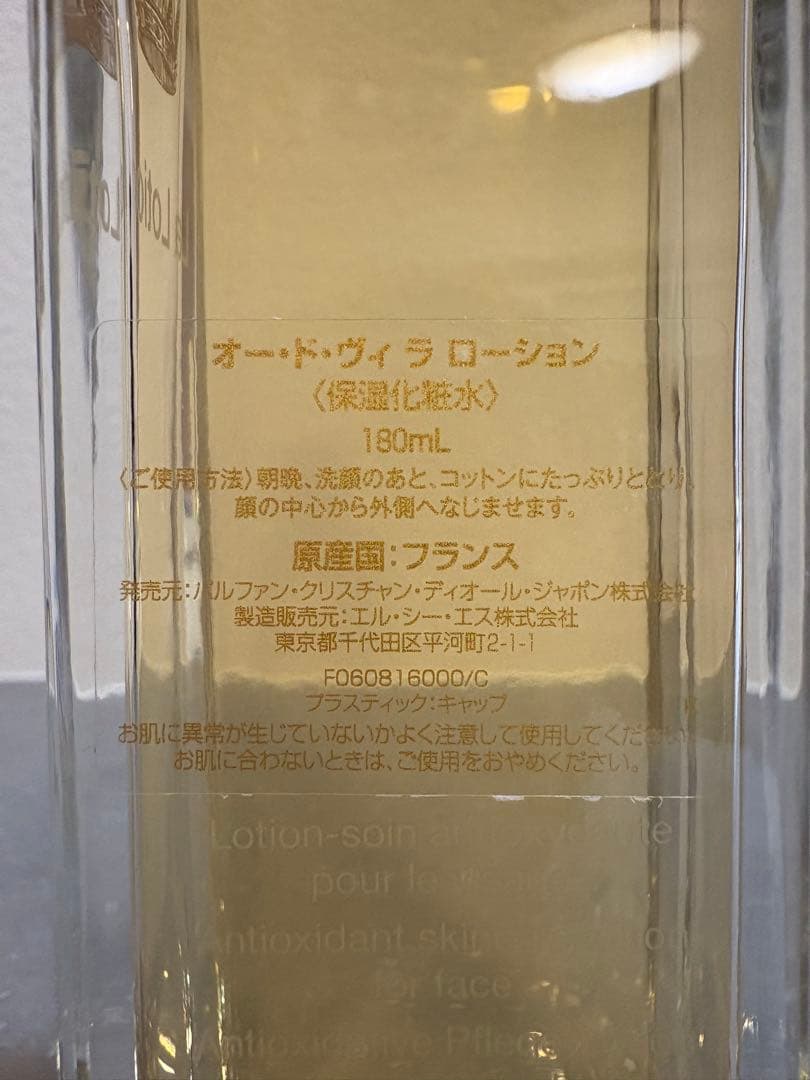 Lotio
オー・ド・ヴィ ラ ローション
〈保湿化粧水〉
180mL
〈ご使用方法〉朝晩、洗顔のあと、コットンにたっぷりととり、
顔の中心から外側へなじませます。
原産国：フランス
発売元：パルファン・クリスチャン・ディオール・ジャポン株式会社
製造販売元：エル・シー・エス株式会社
東京都千代田区平河町2-1-1
F060816000/C
プラスティック：キャップ
お肌に異常が生じていないかよく注意して使用してください。
お肌に合わないときは、ご使用をおやめください。
Lotion-soin
pour le
Antioxidant
for face